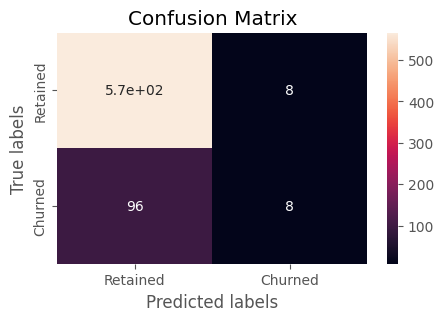 Confusion Matrix
True labels
Retained
Churned
5.7e+02
8
96
8
Retained
Churned
Predicted labels
500
400
300
200
100